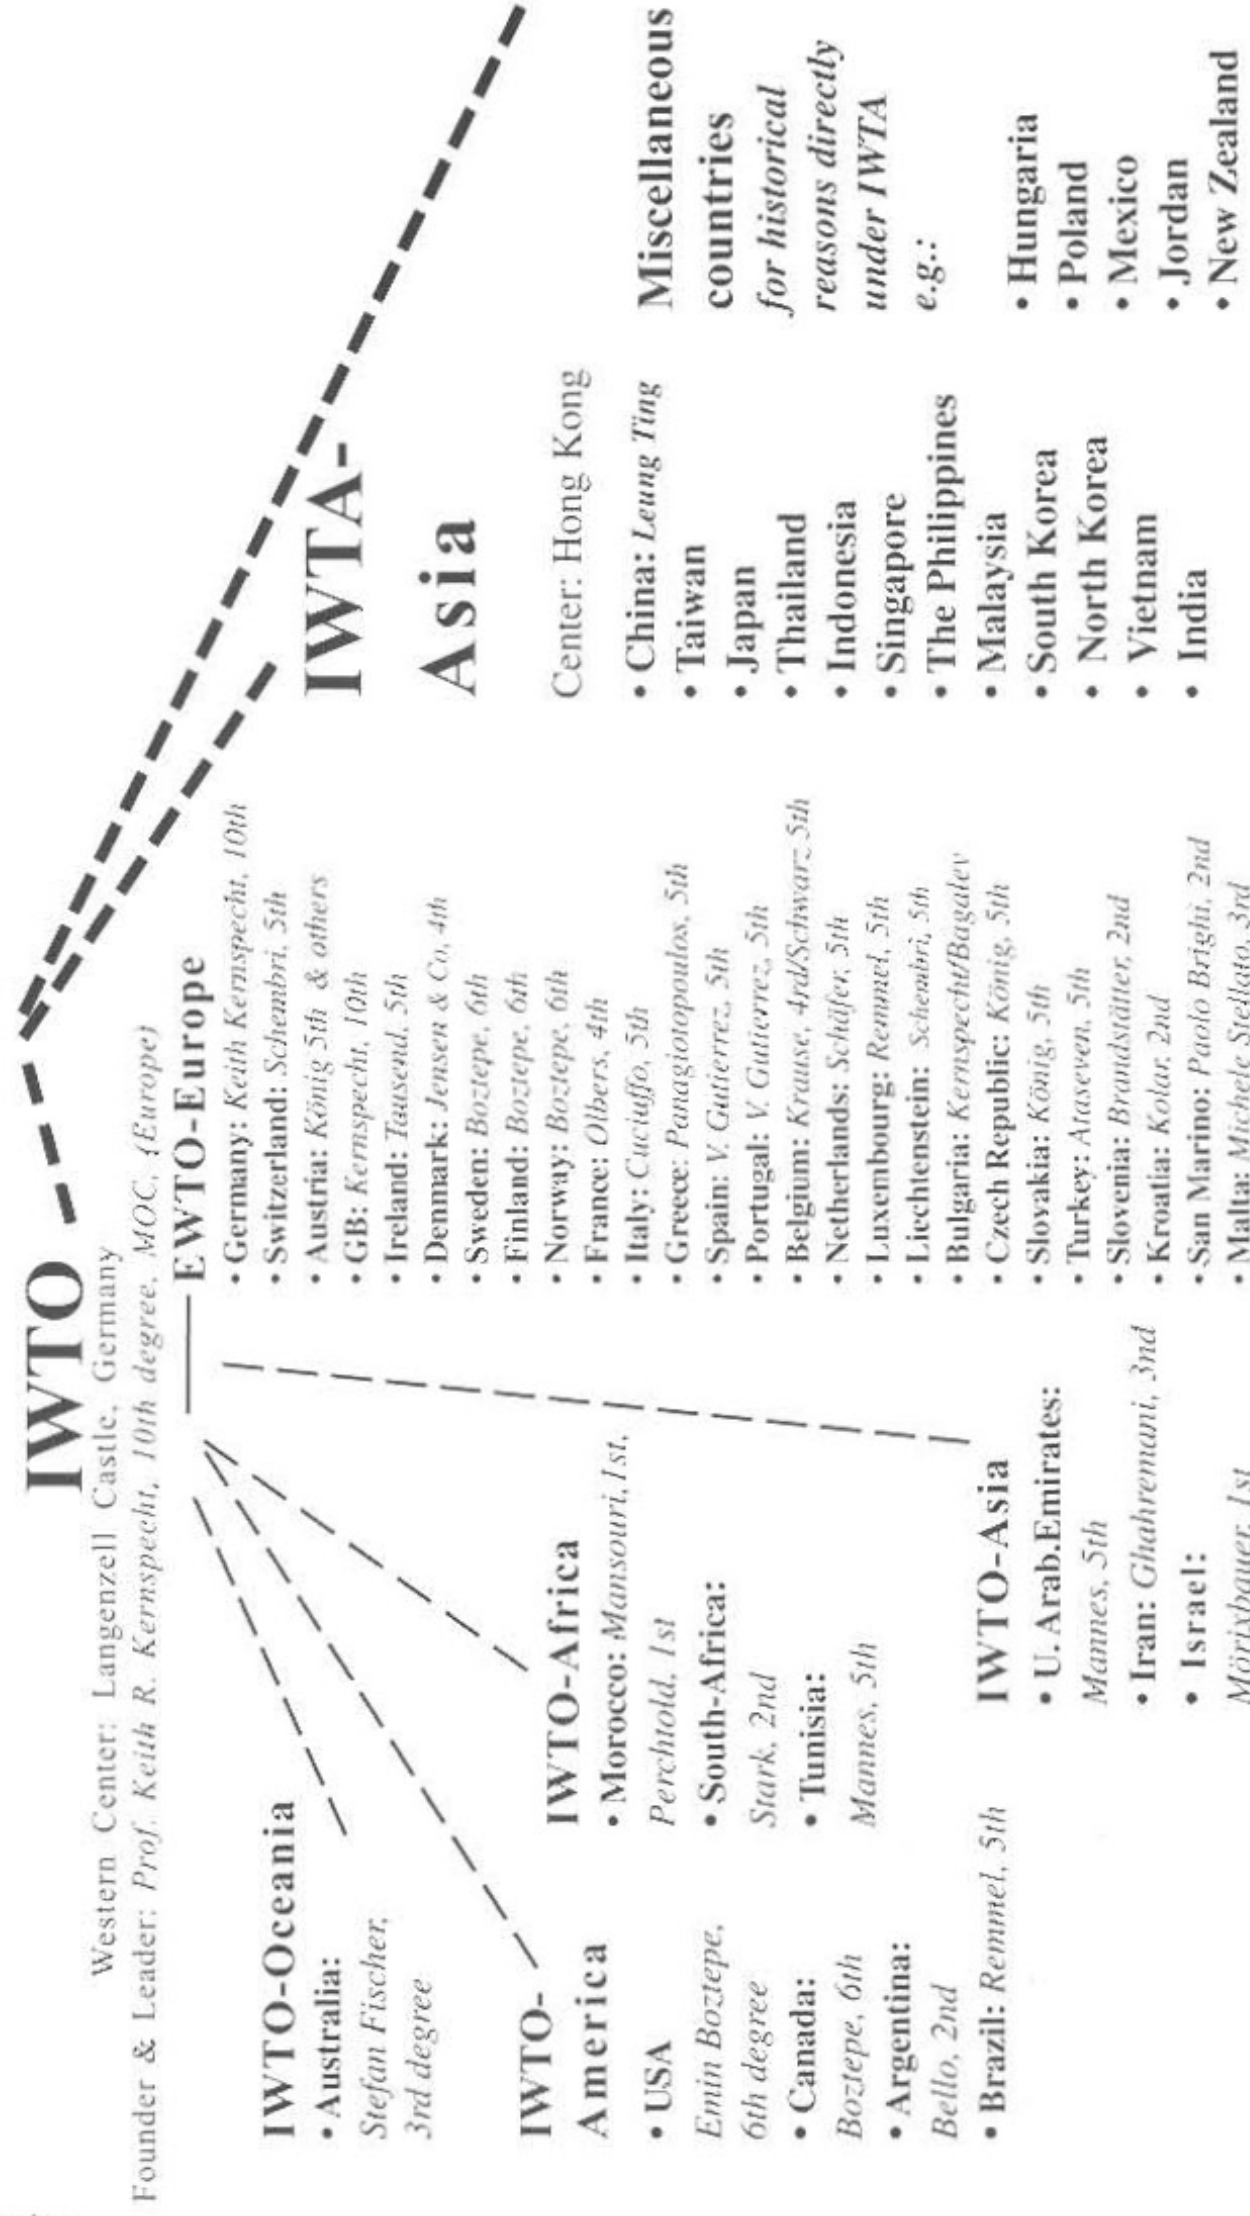 IWTO
Western Center: Langenzell Castle, Germany
Founder & Leader: Prof. Keith R. Kernspecht, 10th degree. MOC, {Europe)
IWTO-Oceania
• Australia:
Stefan Fischer,
3rd degree
IWTO-
America
• USA
Emin Boztepe,
6th degree
• Canada:
Boztepe, 6th
• Argentina:
Bello, 2nd
• Brazil: Remmel, 5th
IWTO-Africa
• Morocco: Mansouri,1st,
Perchtold, 1st
• South-Africa:
Stark, 2nd
• Tunisia:
Mannes, 5th
IWTO-Asia
• U. Arab.Emirates:
Mannes, 5th
• Iran: Ghahremani, 3nd
• Israel:
Mörixbauer, 1st
EWTO-Europe
• Germany: Keith Kernspecht, 10th
• Switzerland: Schembri, 5th
• Austria: König 5th & others
• GB: Kernspecht, 10th
• Ireland: Tausend, 5th
• Denmark: Jensen & Co, 4th
• Sweden: Boztepe, 6th
• Finland: Boztepe, 6th
• Norway: Boztepe, 6th
• France: Olbers, 4th
• Italy: Cuciuffo, 5th
• Greece: Panagiotopoulos, 5th
• Spain: V. Gutierrez, 5th
• Portugal: V. Gutierrez, 5th
• Belgium: Krause, 4rd/Schwarz 5th
• Netherlands: Schäfer, 5th
• Luxembourg: Remmel, 5th
• Liechtenstein: Schembri, 5th
• Bulgaria: Kernspecht/Bagalev
• Czech Republic: König, 5th
• Slovakia: König, 5th
• Turkey: Ataseven, 5th
• Slovenia: Brandstätter, 2nd
• Kroatia: Kolar, 2nd
• San Marino: Paolo Brighi, 2nd
• Malta: Michele Stellato, 3rd
IWTA-
Asia
Center: Hong Kong
• China: Leung Ting
• Taiwan
• Japan
• Thailand
• Indonesia
• Singapore
• The Philippines
• Malaysia
• South Korea
• North Korea
• Vietnam
• India
Miscellaneous
countries
for historical
reasons directly
under IWTA
e.g.:
• Hungaria
• Poland
• Mexico
• Jordan
• New Zealand